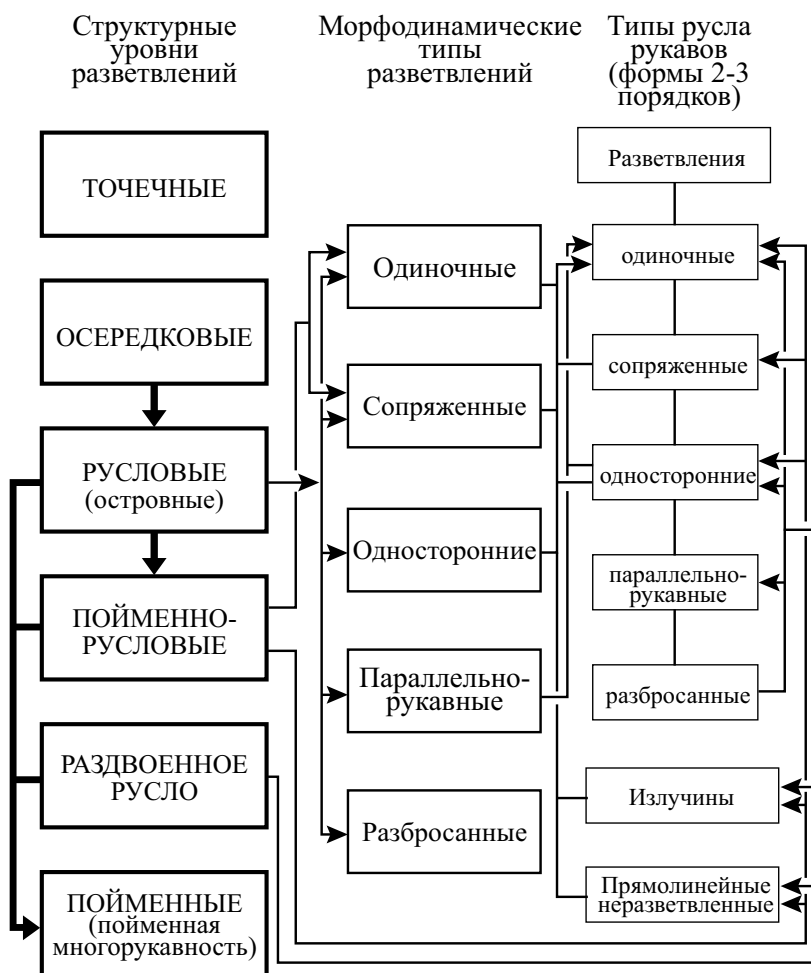 Структурные
уровни
разветвлений
Морфодинамические
типы
разветвлений
Типы русла
рукавов
(формы 2-3
порядков)
ТОЧЕЧНЫЕ
ОСЕРЕДКОВЫЕ
РУСЛОВЫЕ
(островные)
ПОЙМЕННО-
РУСЛОВЫЕ
РАЗДВОЕННОЕ
РУСЛО
ПОЙМЕННЫЕ
(пойменная
многорукавность)
Одиночные
Сопряженные
Односторонние
Параллельно-
рукавные
Разбросанные
Разветвления
одиночные
сопряженные
односторонние
параллельно-
рукавные
разбросанные
Излучины
Прямолинейные
неразветвленные